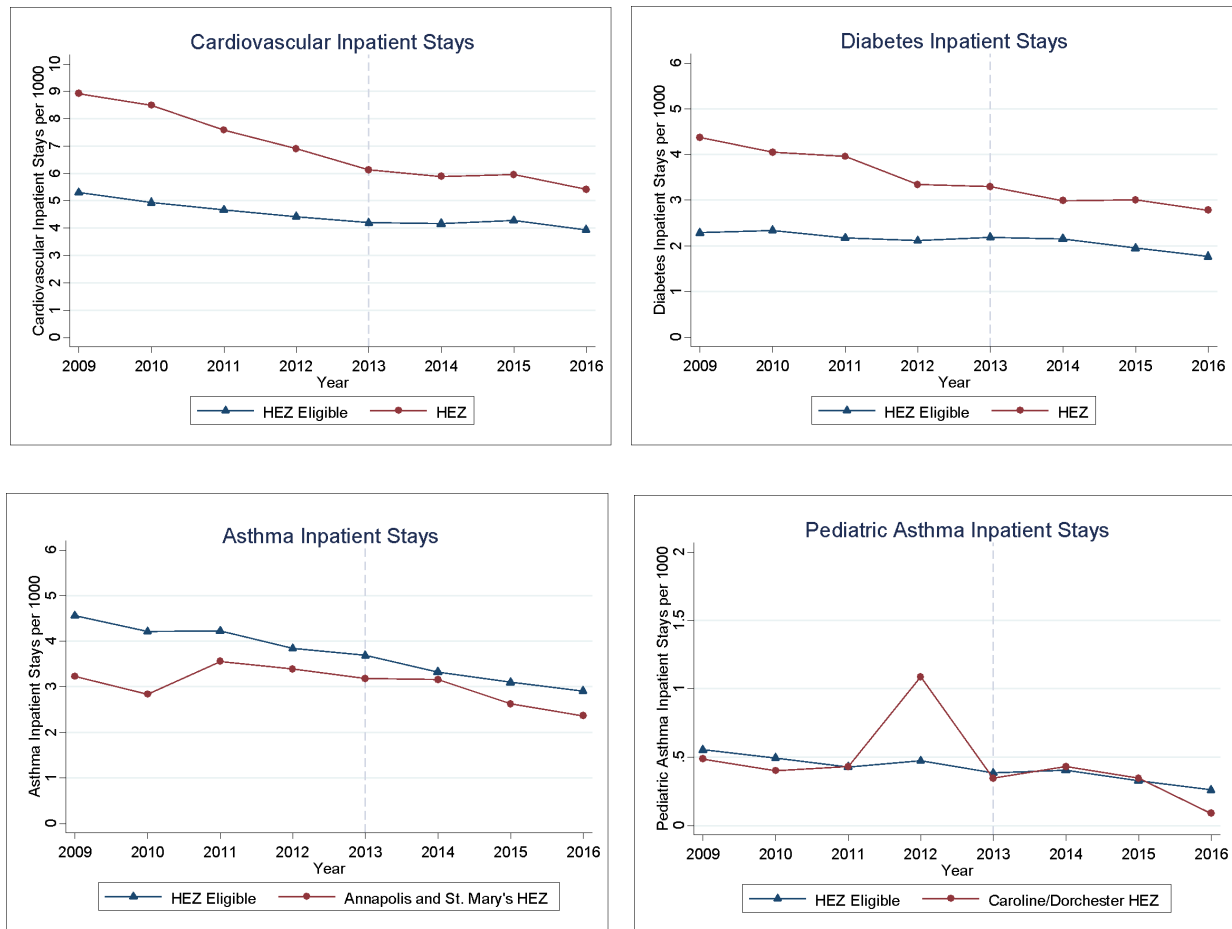 Cardiovascular Inpatient Stays
Cardiovascular Inpatient Stays per 1000
10
9
8
7
6
5
4
3
2
1
0
2009 2010 2011 2012 2013 2014 2015 2016
Year
HEZ Eligible HEZ
Diabetes Inpatient Stays
Diabetes Inpatient Stays per 1000
6
5
4
3
2
1
0
2009 2010 2011 2012 2013 2014 2015 2016
Year
HEZ Eligible HEZ
Asthma Inpatient Stays
Asthma Inpatient Stays per 1000
6
5
4
3
2
1
0
2009 2010 2011 2012 2013 2014 2015 2016
Year
HEZ Eligible Annapolis and St. Mary's HEZ
Pediatric Asthma Inpatient Stays
Pediatric Asthma Inpatient Stays per 1000
2
1.5
1
.5
0
2009 2010 2011 2012 2013 2014 2015 2016
Year
HEZ Eligible Caroline/Dorchester HEZ